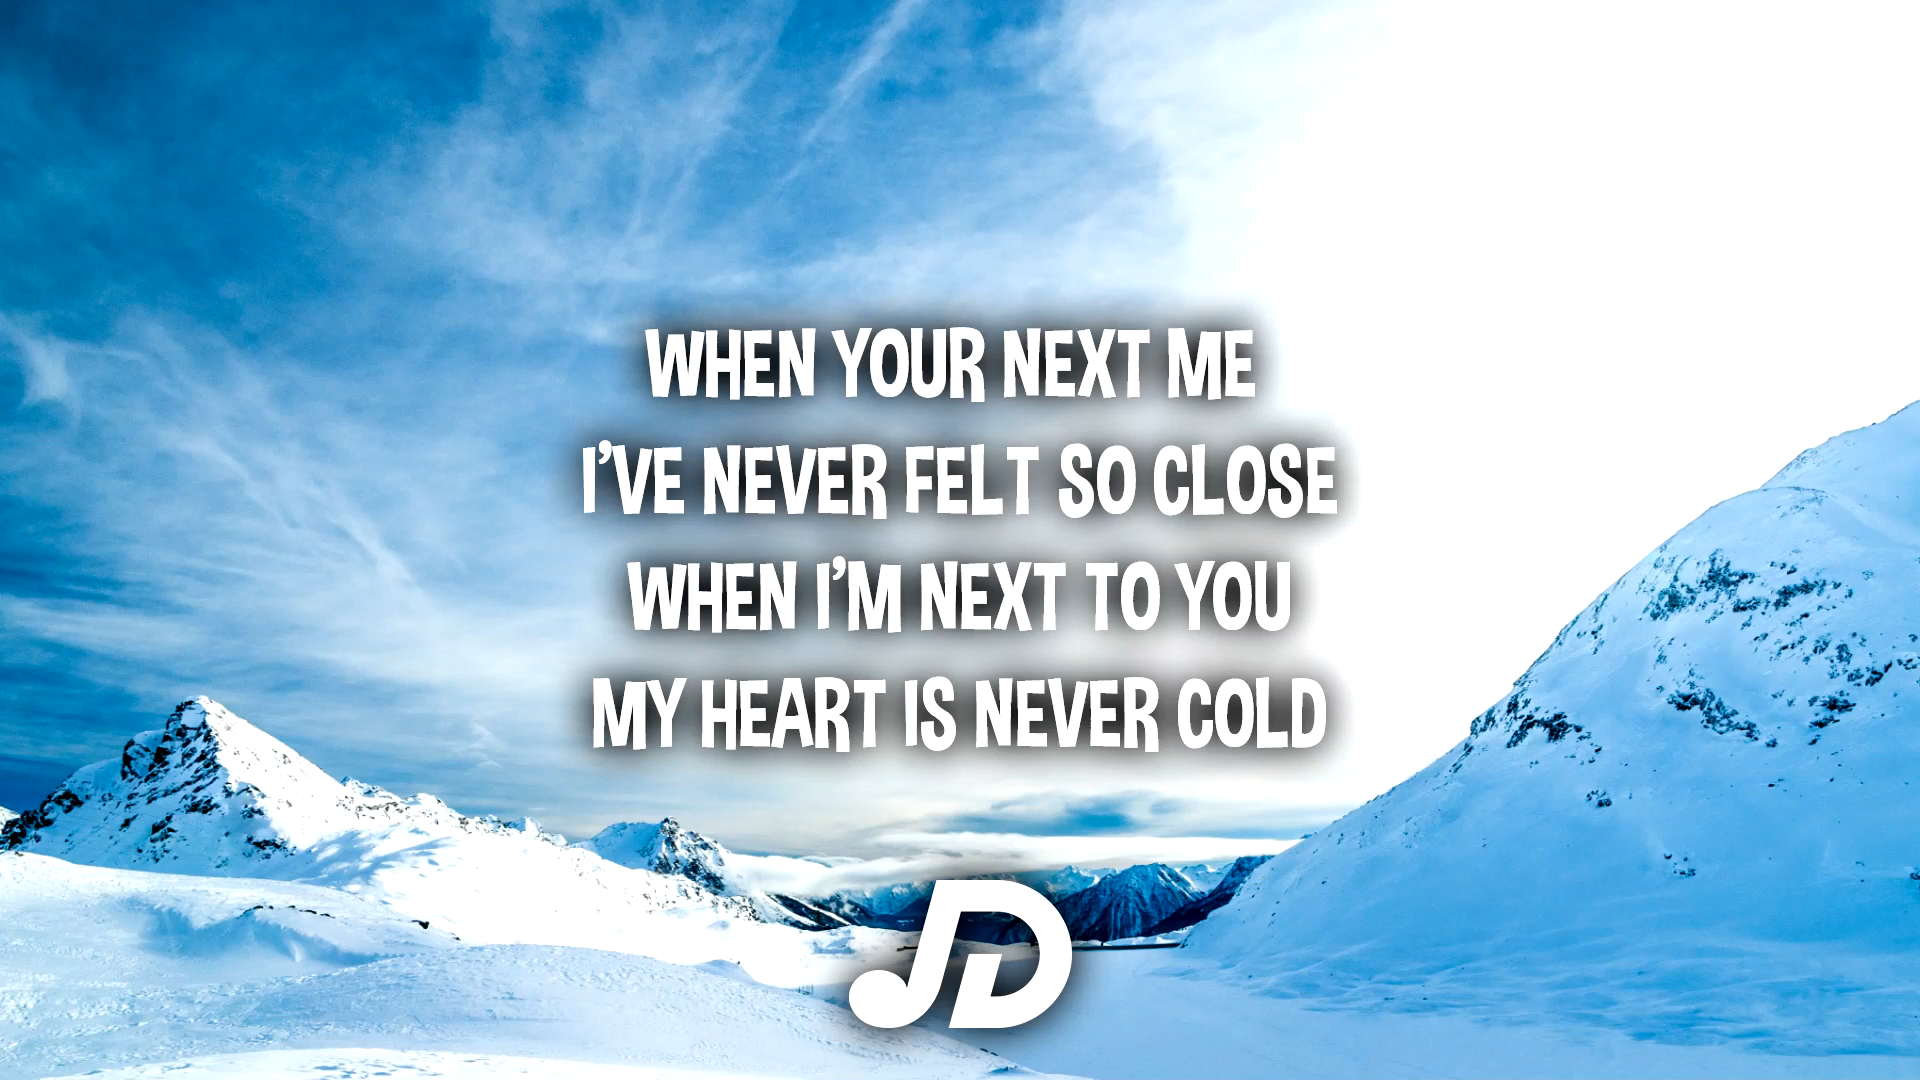 WHEN YOUR NEXT ME
I'VE NEVER FELT SO CLOSE
WHEN I'M NEXT TO YOU
MY HEART IS NEVER COLD
JD